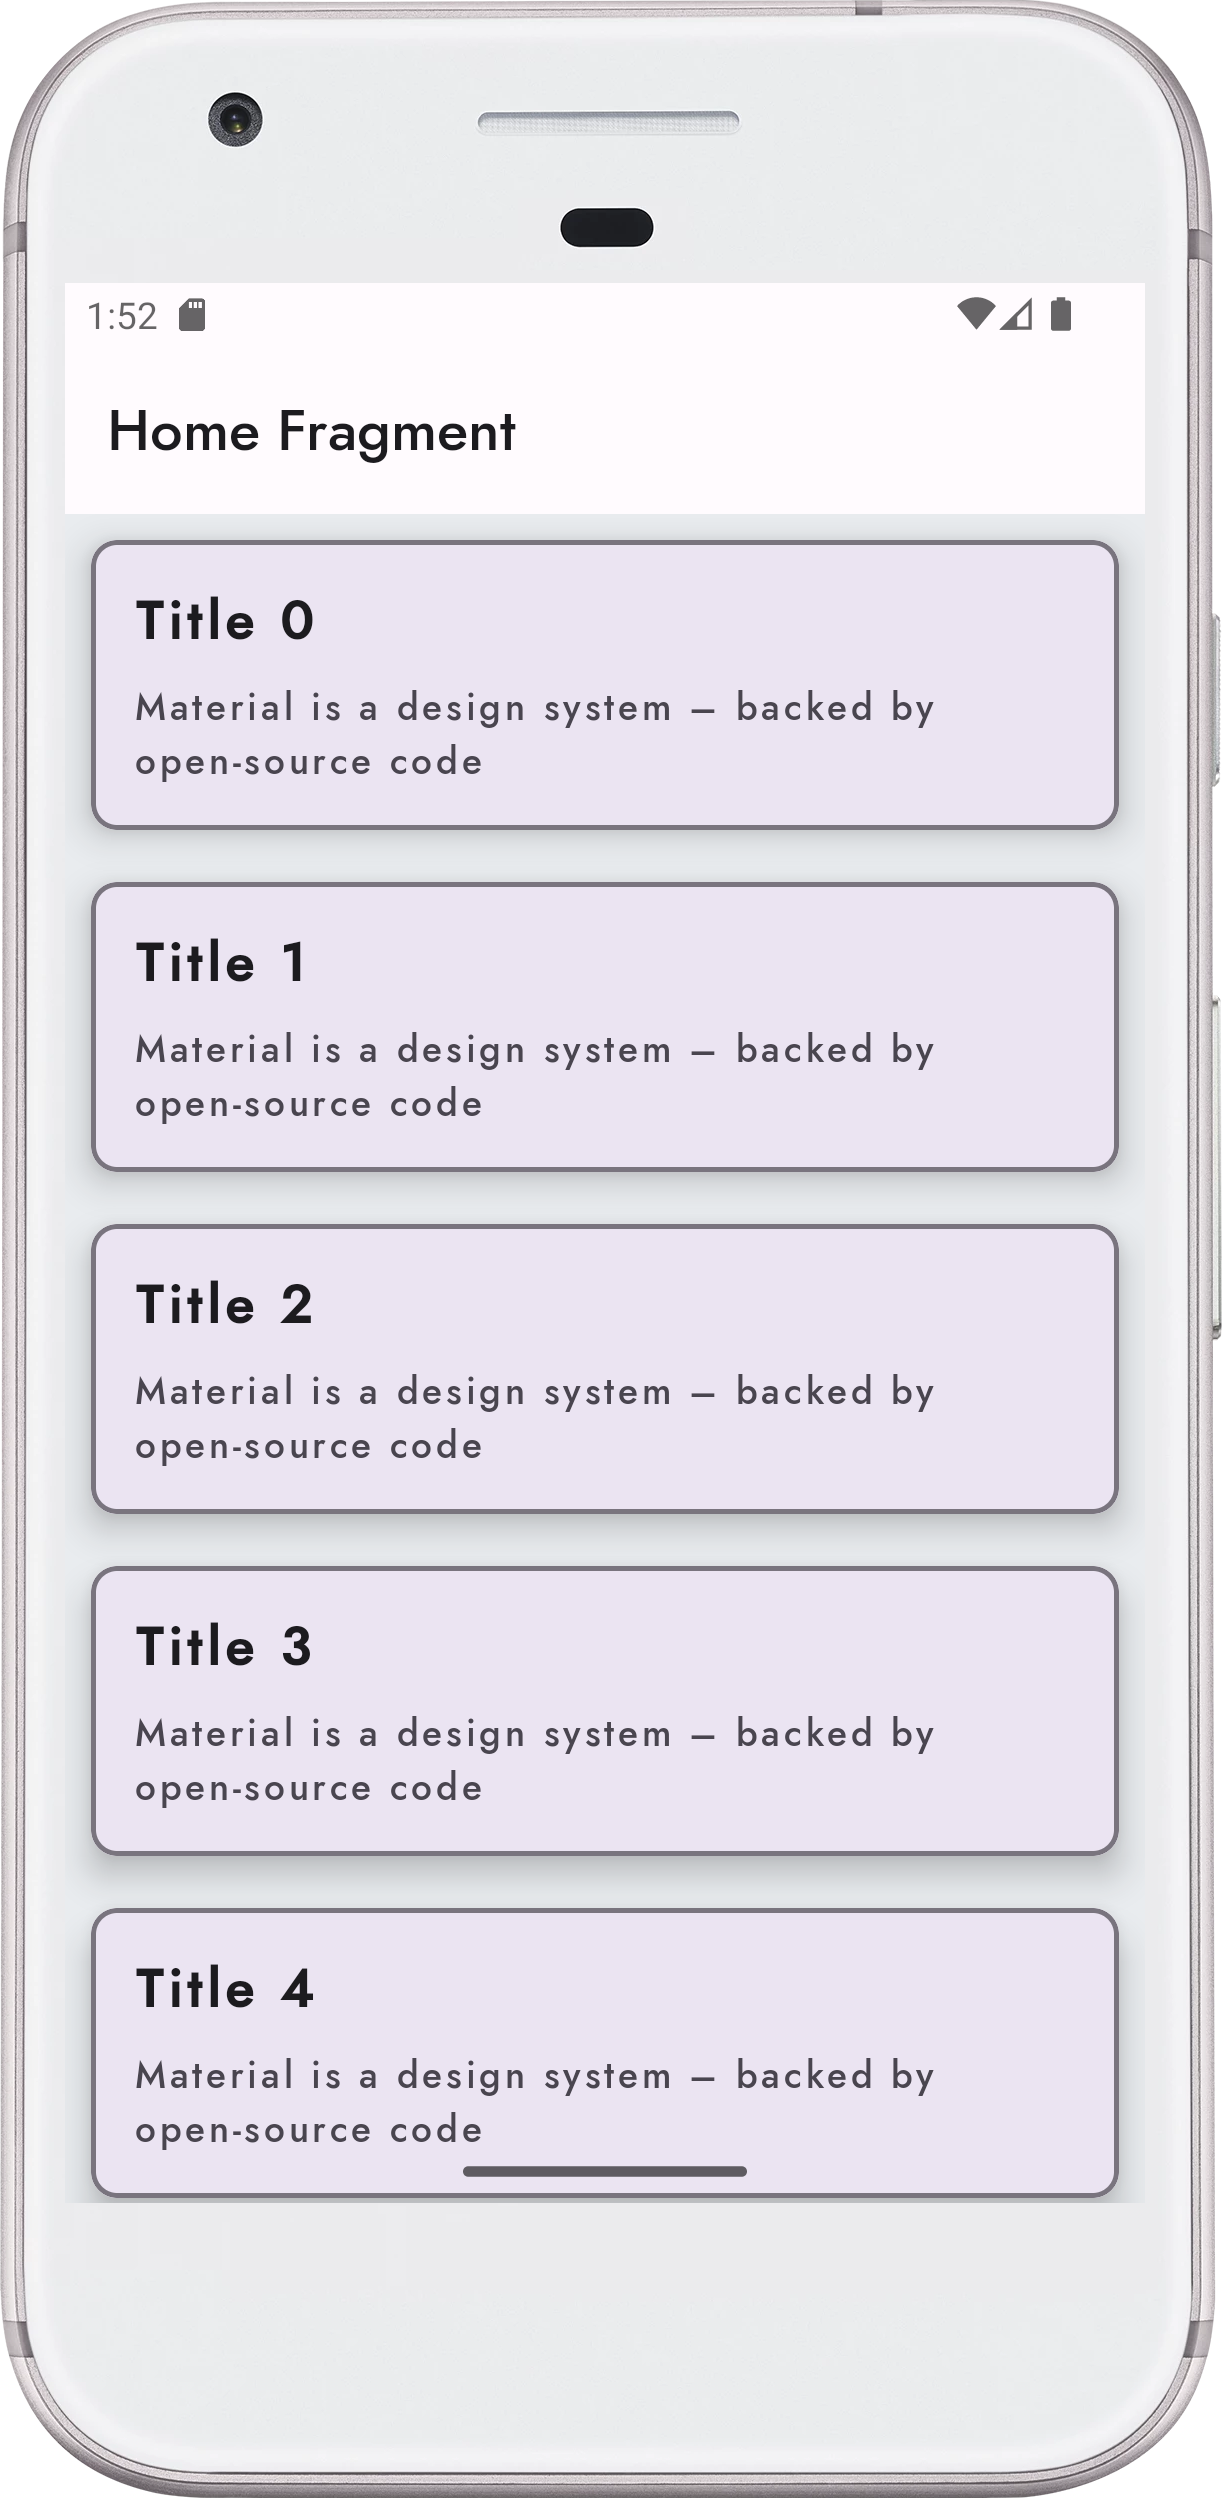 1:52
Home Fragment
Title 0
Material is a design system – backed by
open-source code
Title 1
Material is a design system – backed by
open-source code
Title 2
Material is a design system – backed by
open-source code
Title 3
Material is a design system – backed by
open-source code
Title 4
Material is a design system – backed by
open-source code